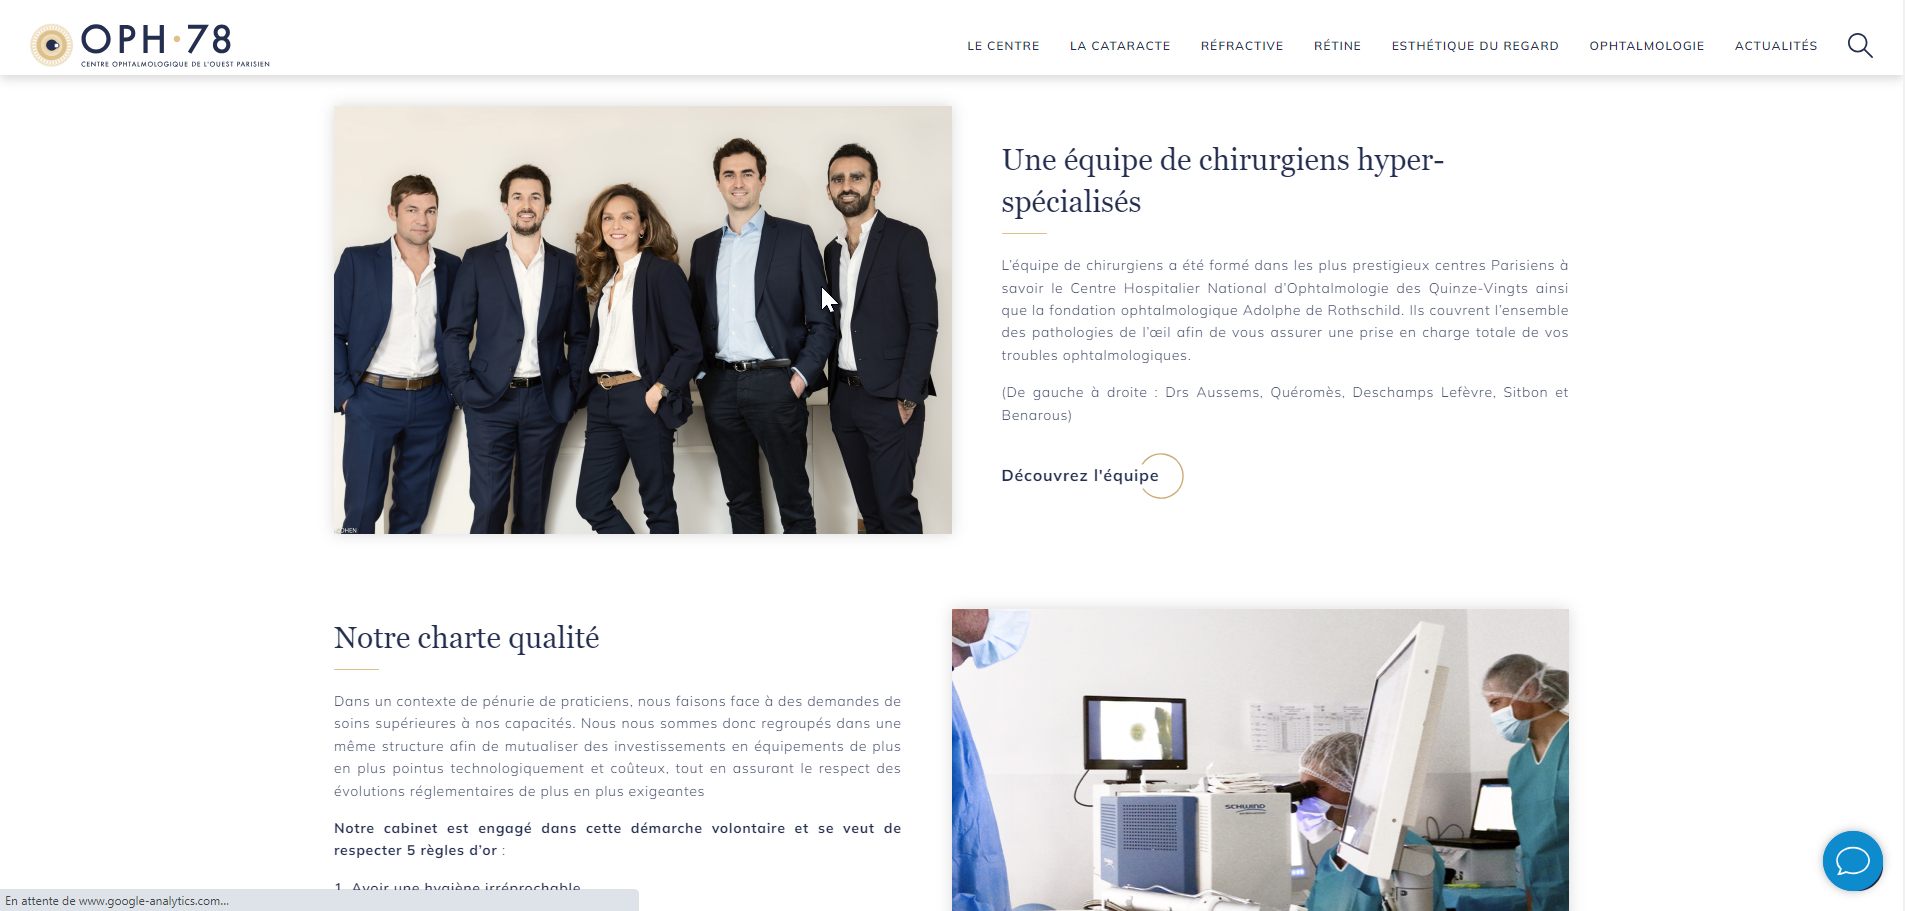 OPH·78
CENTRE OPHTALMOLOGIQUE DE L'OUEST PARISIEN
LE CENTRE
LA CATARACTE
RÉFRACTIVE
RÉTINE
ESTHÉTIQUE DU REGARD
OPHTALMOLOGIE
ACTUALITÉS
Une équipe de chirurgiens hyper-
spécialisés
L'équipe de chirurgiens a été formé dans les plus prestigieux centres Parisiens à
savoir le Centre Hospitalier National d'Ophtalmologie des Quinze-Vingts ainsi
que la fondation ophtalmologique Adolphe de Rothschild. Ils couvrent l'ensemble
des pathologies de l'œil afin de vous assurer une prise en charge totale de vos
troubles ophtalmologiques.
(De gauche à droite : Drs Aussems, Quéromès, Deschamps Lefèvre, Sitbon et
Benarous)
Découvrez l'équipe
Notre charte qualité
Dans un contexte de pénurie de praticiens, nous faisons face à des demandes de
soins supérieures à nos capacités. Nous nous sommes donc regroupés dans une
même structure afin de mutualiser des investissements en équipements de plus
en plus pointus technologiquement et coûteux, tout en assurant le respect des
évolutions réglementaires de plus en plus exigeantes
Notre cabinet est engagé dans cette démarche volontaire et se veut de
respecter 5 règles d'or :
1. Avoir une hygiène irréprochable
SCHWIND
En attente de www.google-analytics.com...